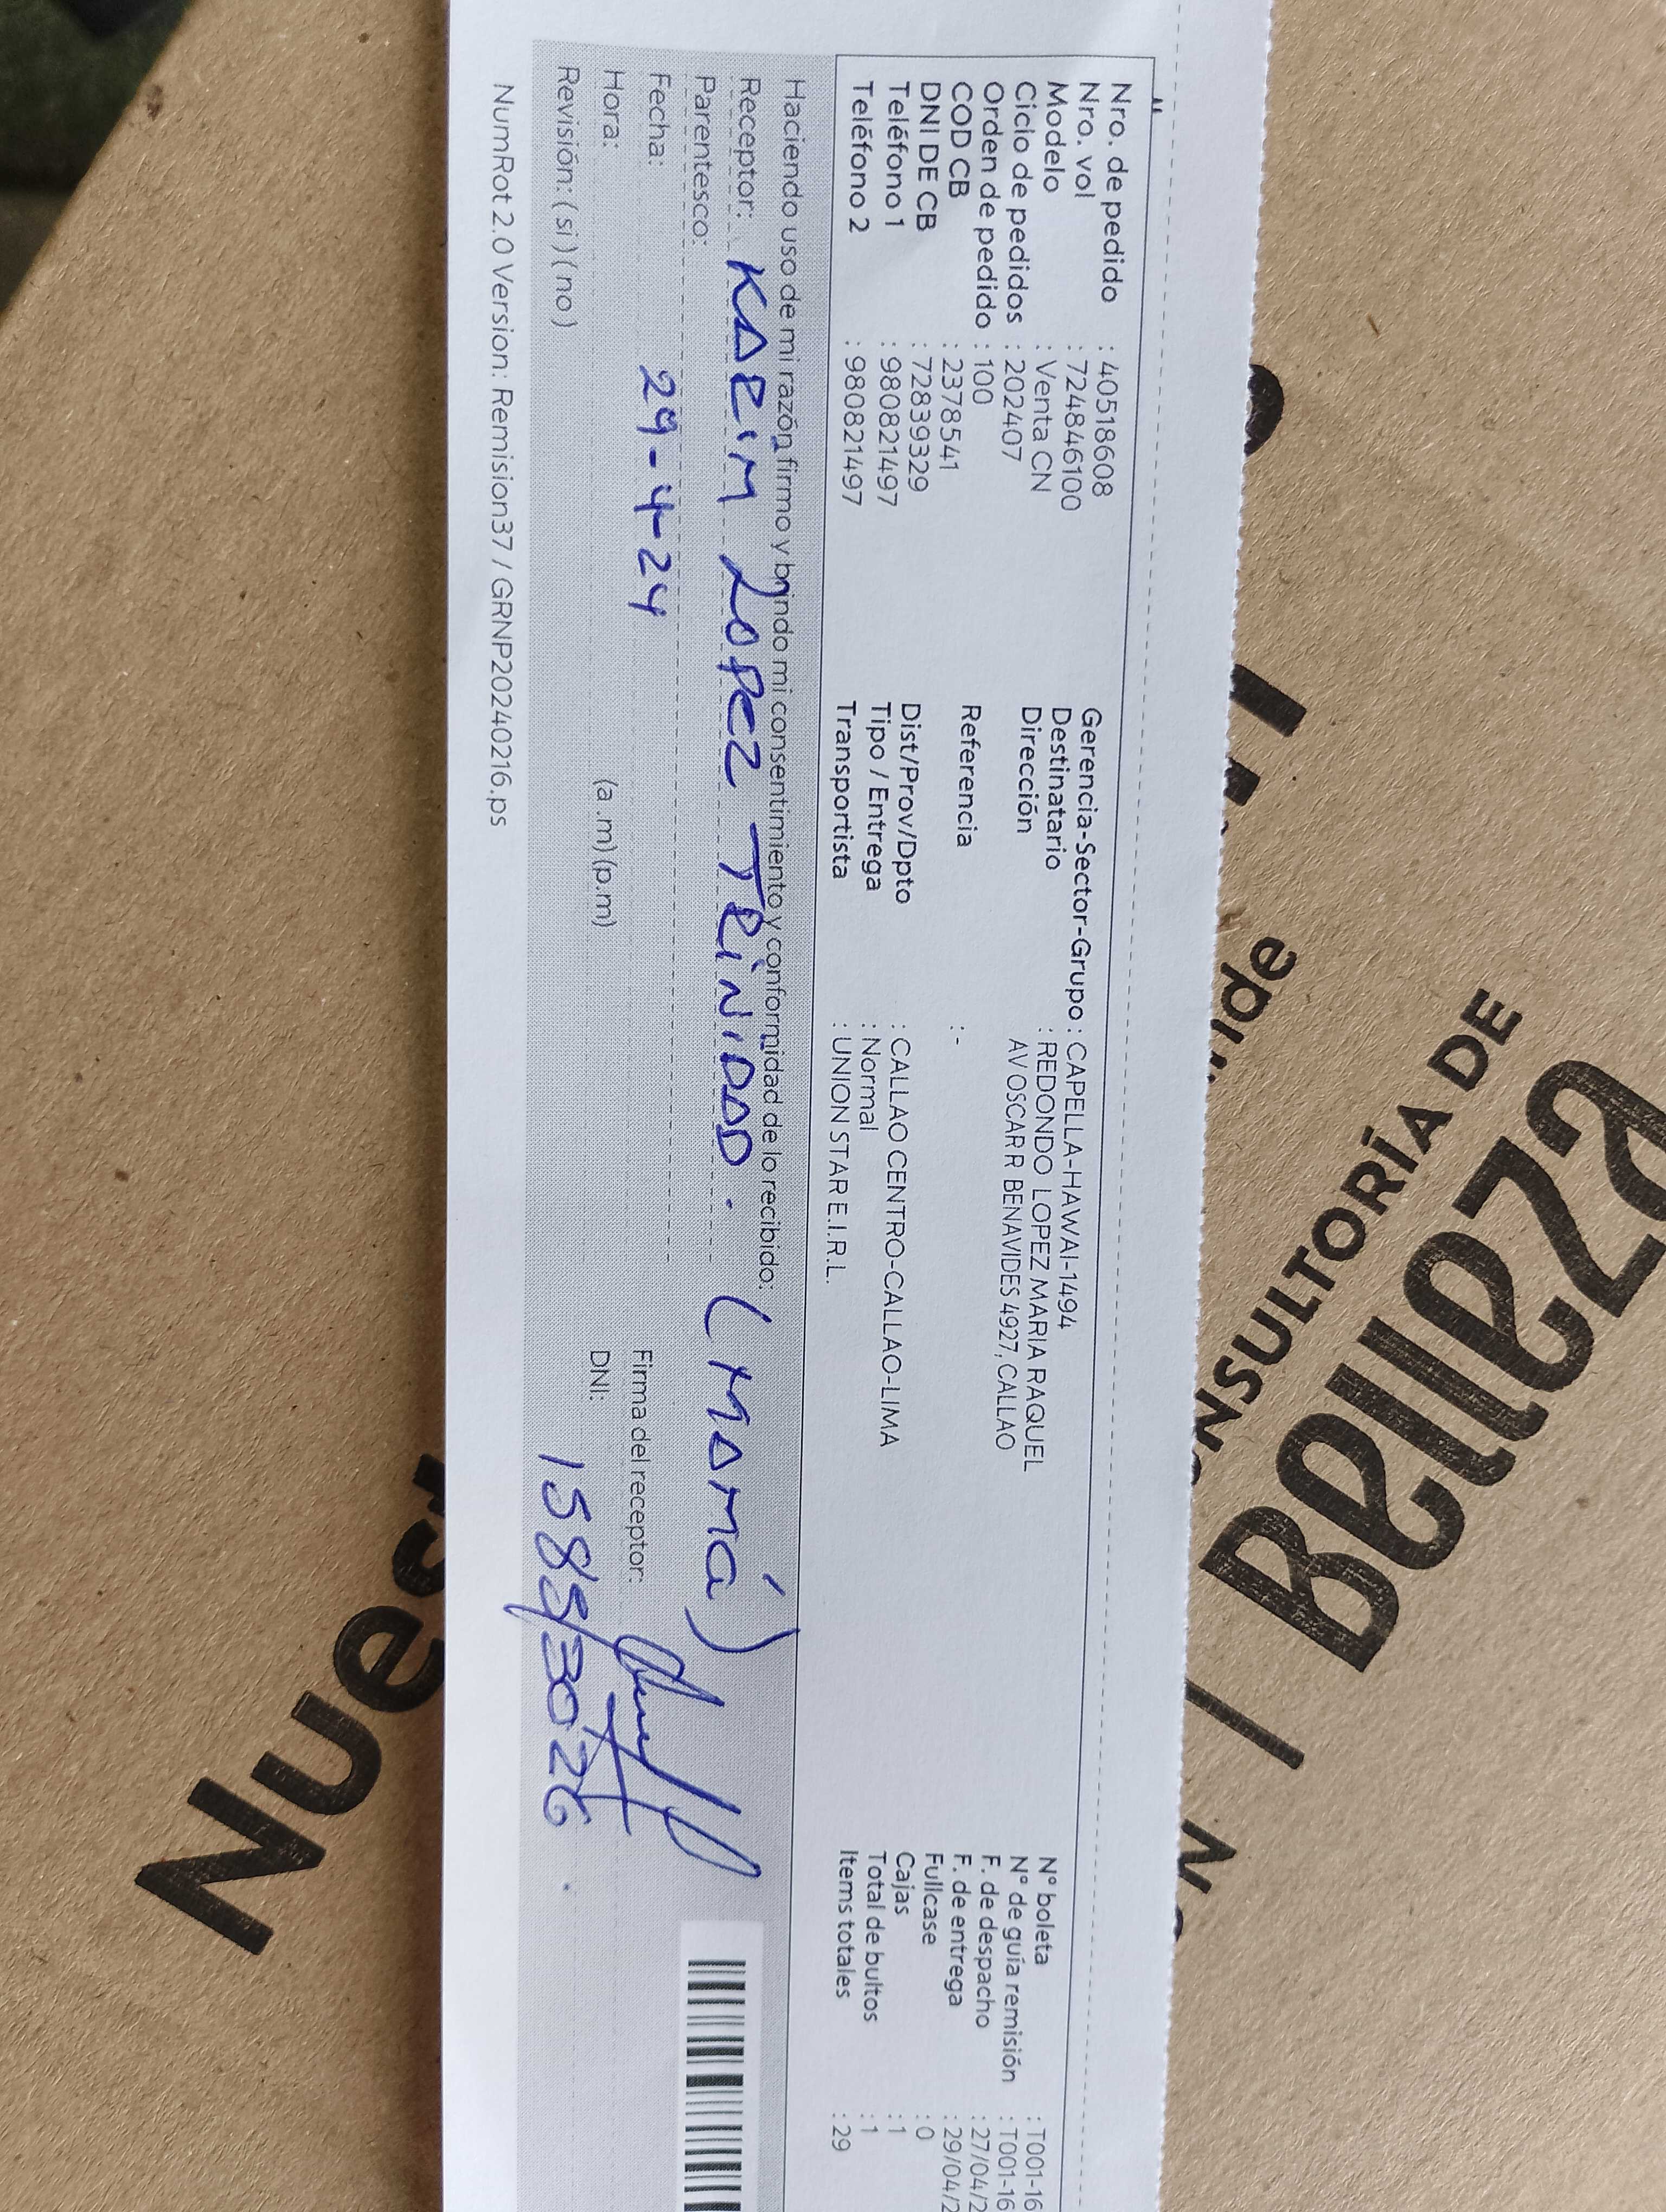 Nro. de pedido : 40518608
Nro. vol : 724846100
Modelo : Venta CN
Ciclo de pedidos : 202407
Orden de pedido : 100
COD CB : 2378541
DNI DE CB : 72839329
Teléfono 1 : 980821497
Teléfono 2 : 980821497
Gerencia-Sector-Grupo : CAPELLA-HAWAI-1494
Destinatario : REDONDO LOPEZ MARIA RAQUEL
Dirección AV OSCAR R BENAVIDES 4927, CALLAO
Referencia : -
Dist/Prov/Dpto : CALLAO CENTRO-CALLAO-LIMA
Tipo / Entrega : Normal
Transportista : UNION STAR E.I.R.L.
N° boleta : T001-16
N° de guía remisión : T001-16
F. de despacho : 27/04/2
F. de entrega : 29/04/2
Fullcase : 0
Cajas : 1
Total de bultos : 1
Items totales : 29
Haciendo uso de mi razón firmo y brindo mi consentimiento y conformidad de lo recibido:
Receptor: KARIM LOPEZ TRINIDAD. (MAMÁ)
Parentesco:
Fecha: 29-4-24
Firma del receptor:
Hora: (a.m) (p.m)
DNI: 15853026
Revisión: (si) (no)
NumRot 2.0 Version: Remision37 / GRNP20240216.ps
CONSULTORÍA DE
Belleza